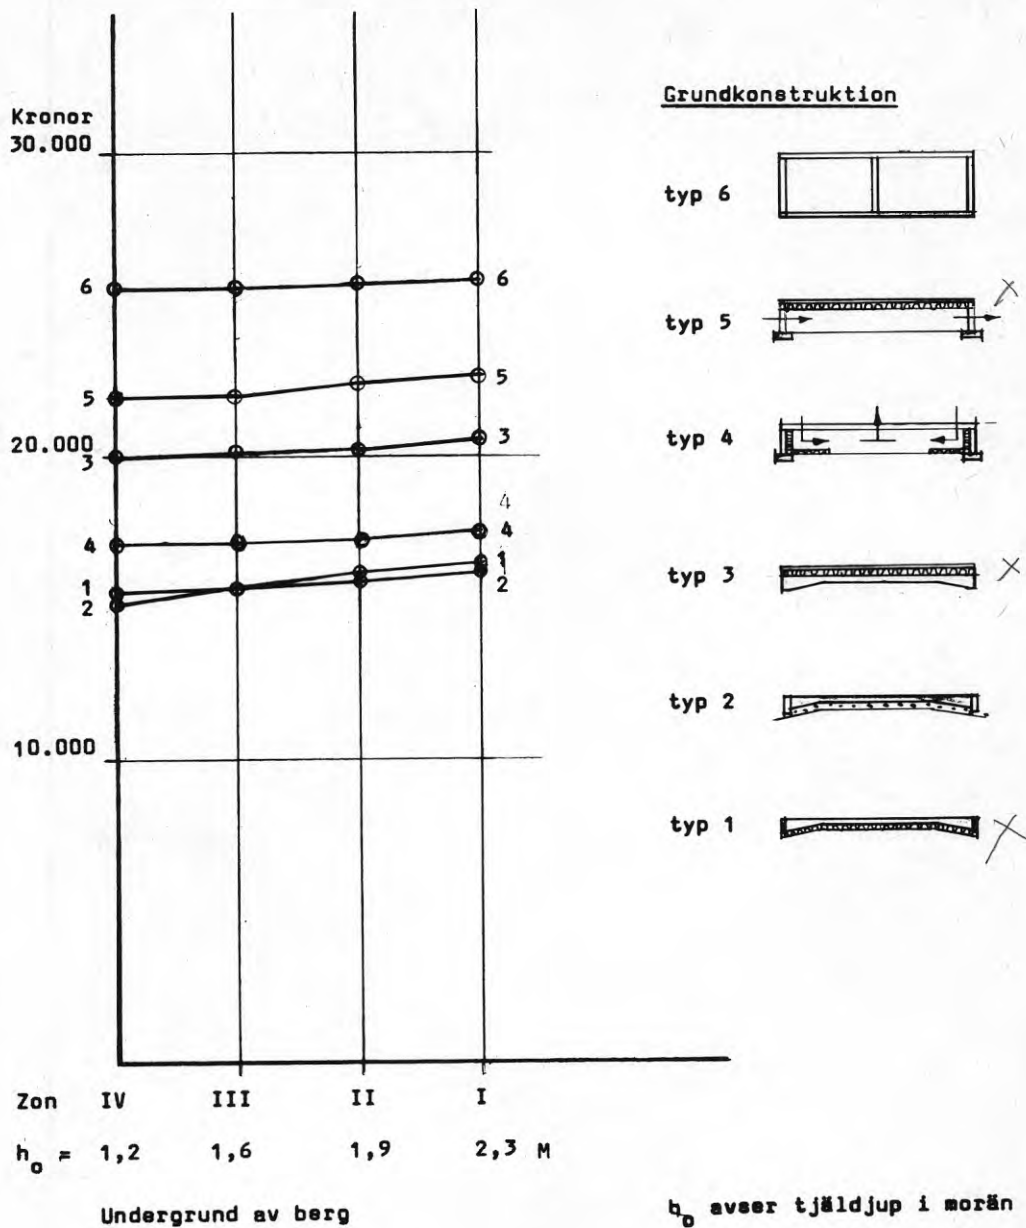 Kronor
30.000
6 6
5 5
20.000
3 3
4
4 4
1 1
2 2
10.000
Zon IV III II I
h₀ = 1,2 1,6 1,9 2,3 M
Undergrund av berg
Grundkonstruktion
typ 6
typ 5
typ 4
typ 3
typ 2
typ 1
h₀ avser tjäldjup i morän